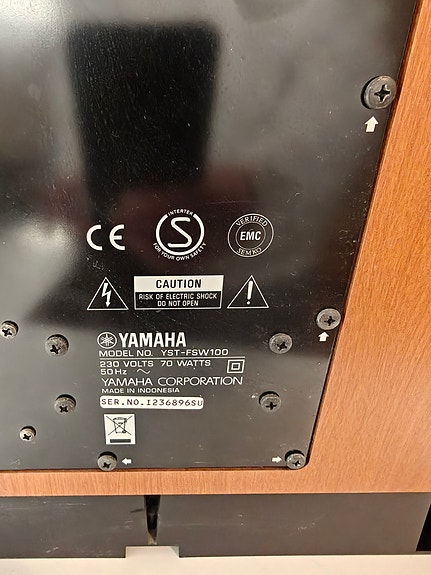 CE
INTERTEK
S
FOR YOUR OWN SAFETY
VERIFIED
EMC
SEMKO
CAUTION
RISK OF ELECTRIC SHOCK
DO NOT OPEN
!
YAMAHA
MODEL NO. YST-FSW100
230 VOLTS 70 WATTS
50Hz ~
YAMAHA CORPORATION
MADE IN INDONESIA
SER.NO.I236896SU